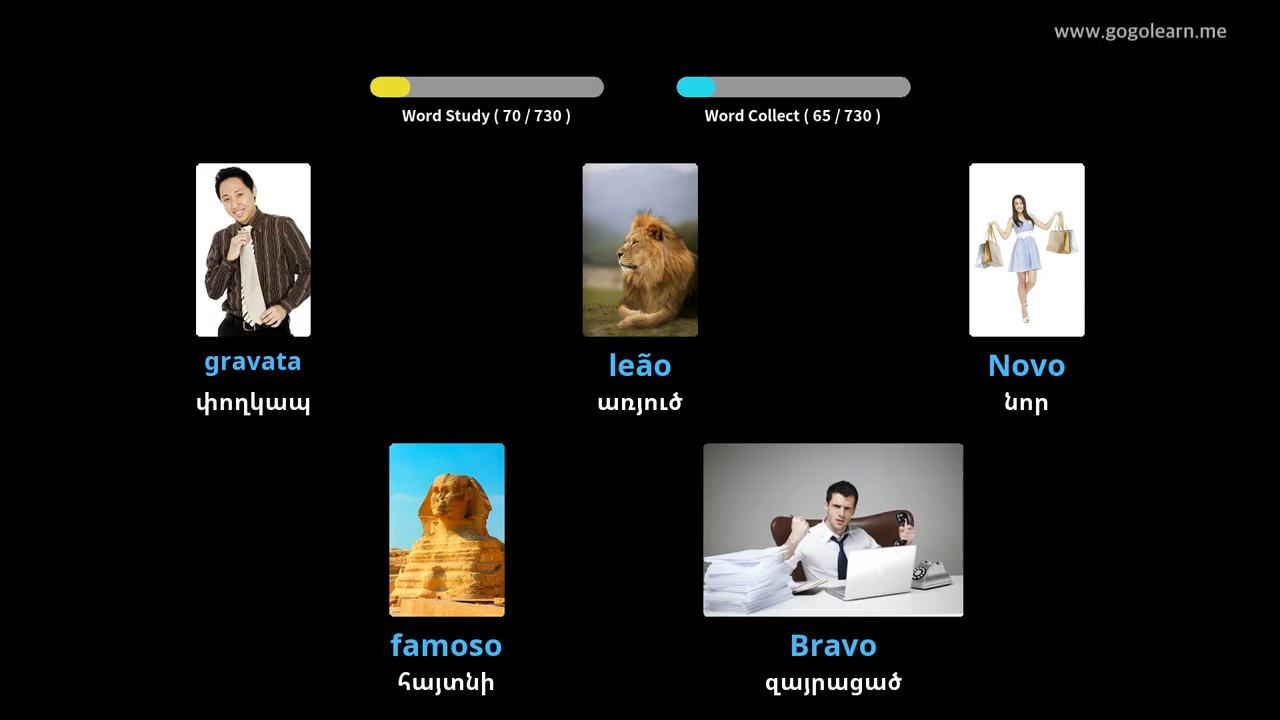 www.gogolearn.me
Word Study ( 70 / 730 )
Word Collect ( 65 / 730 )
gravata
փողկապ
leão
առյուծ
Novo
նոր
famoso
հայտնի
Bravo
զայրացած